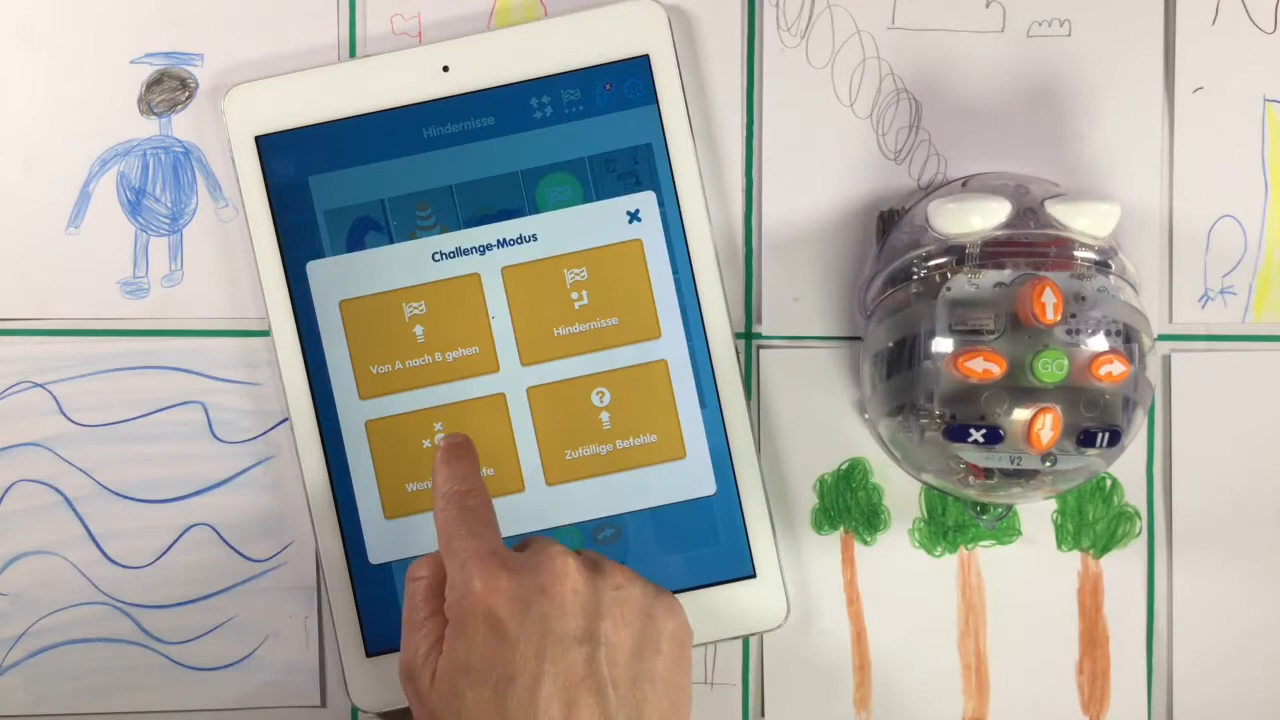 Hindernisse
Challenge-Modus
Von A nach B gehen
Hindernisse
Zufällige Befehle
GO
V2